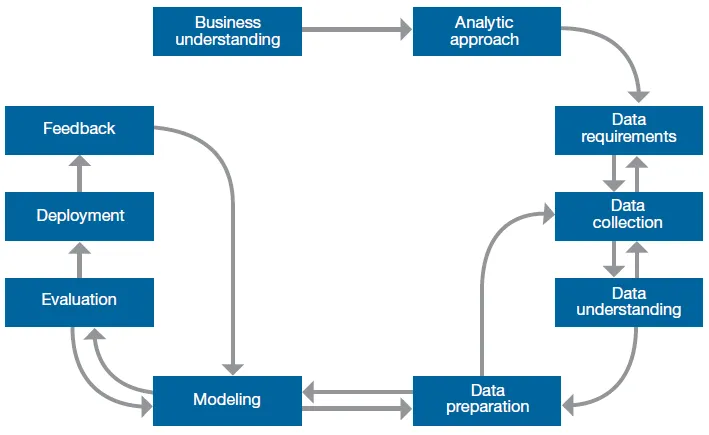 Business
understanding
Analytic
approach
Data
requirements
Data
collection
Data
understanding
Data
preparation
Modeling
Evaluation
Deployment
Feedback